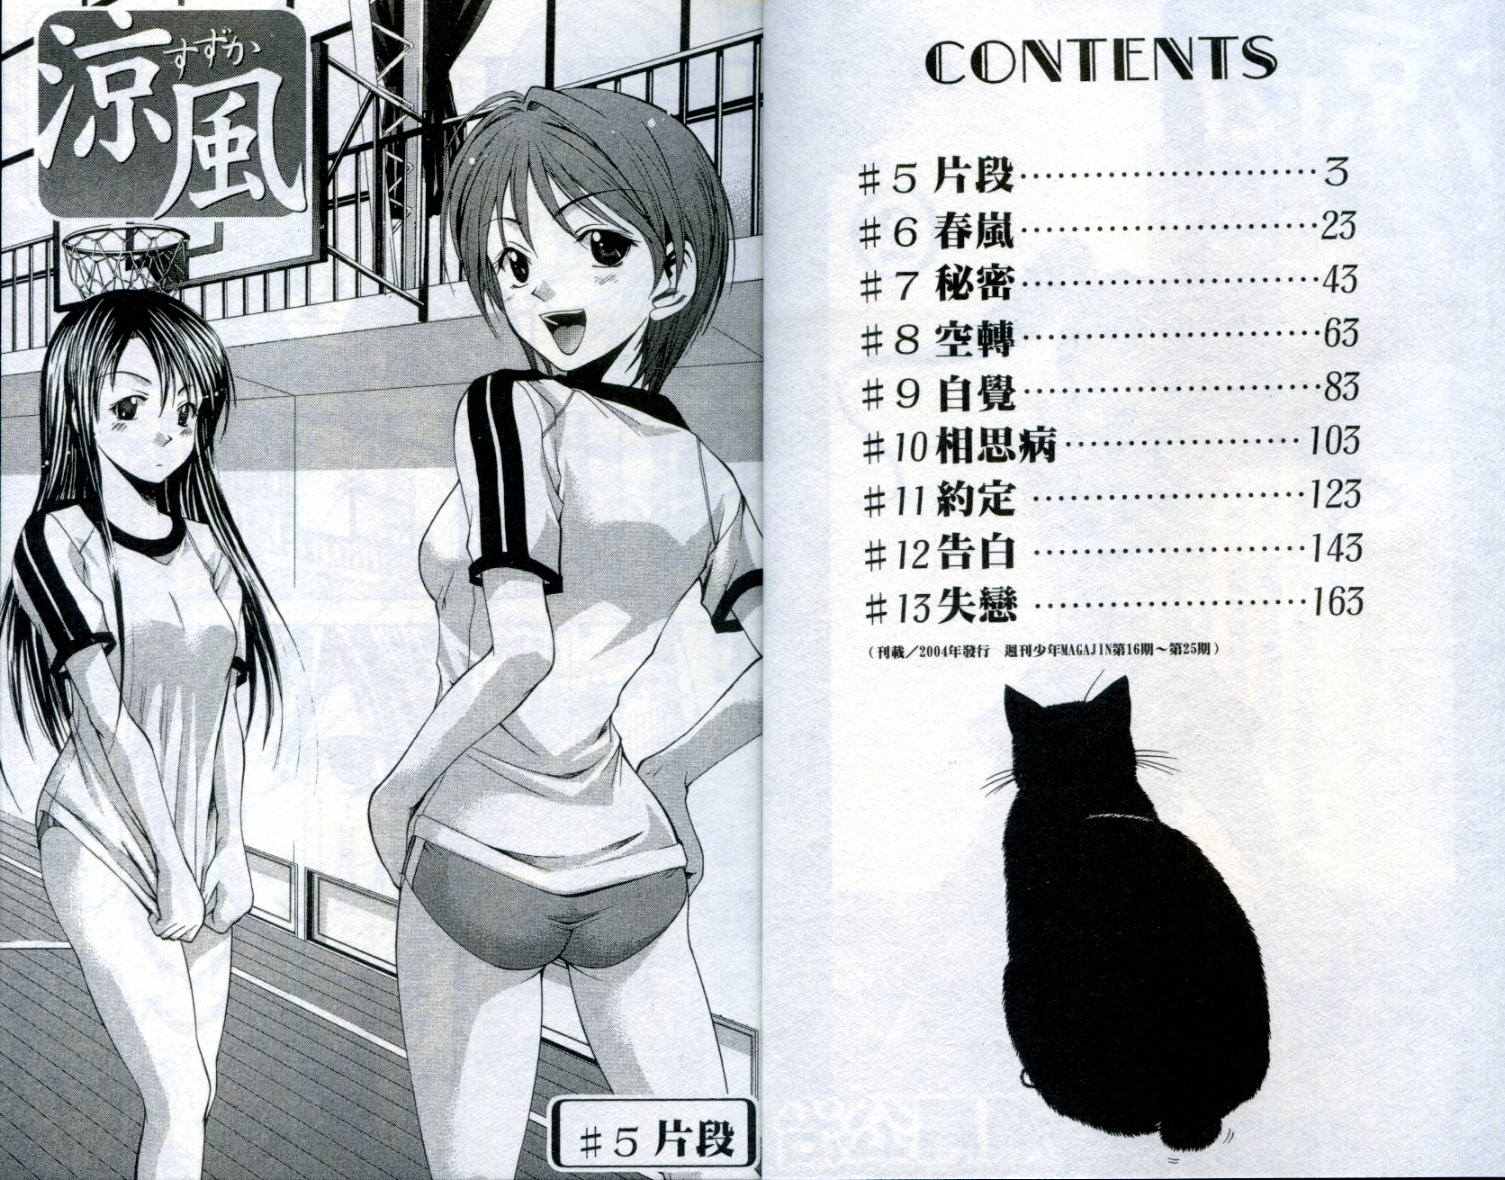 涼風
すずか
#5 片段
CONTENTS
#5 片段……………………3
#6 春嵐……………………23
#7 秘密……………………43
#8 空轉……………………63
#9 自覺……………………83
#10 相思病………………103
#11 約定…………………123
#12 告白…………………143
#13 失戀…………………163
(刊載／2004年發行　週刊少年MAGAJIN第16期～第25期)